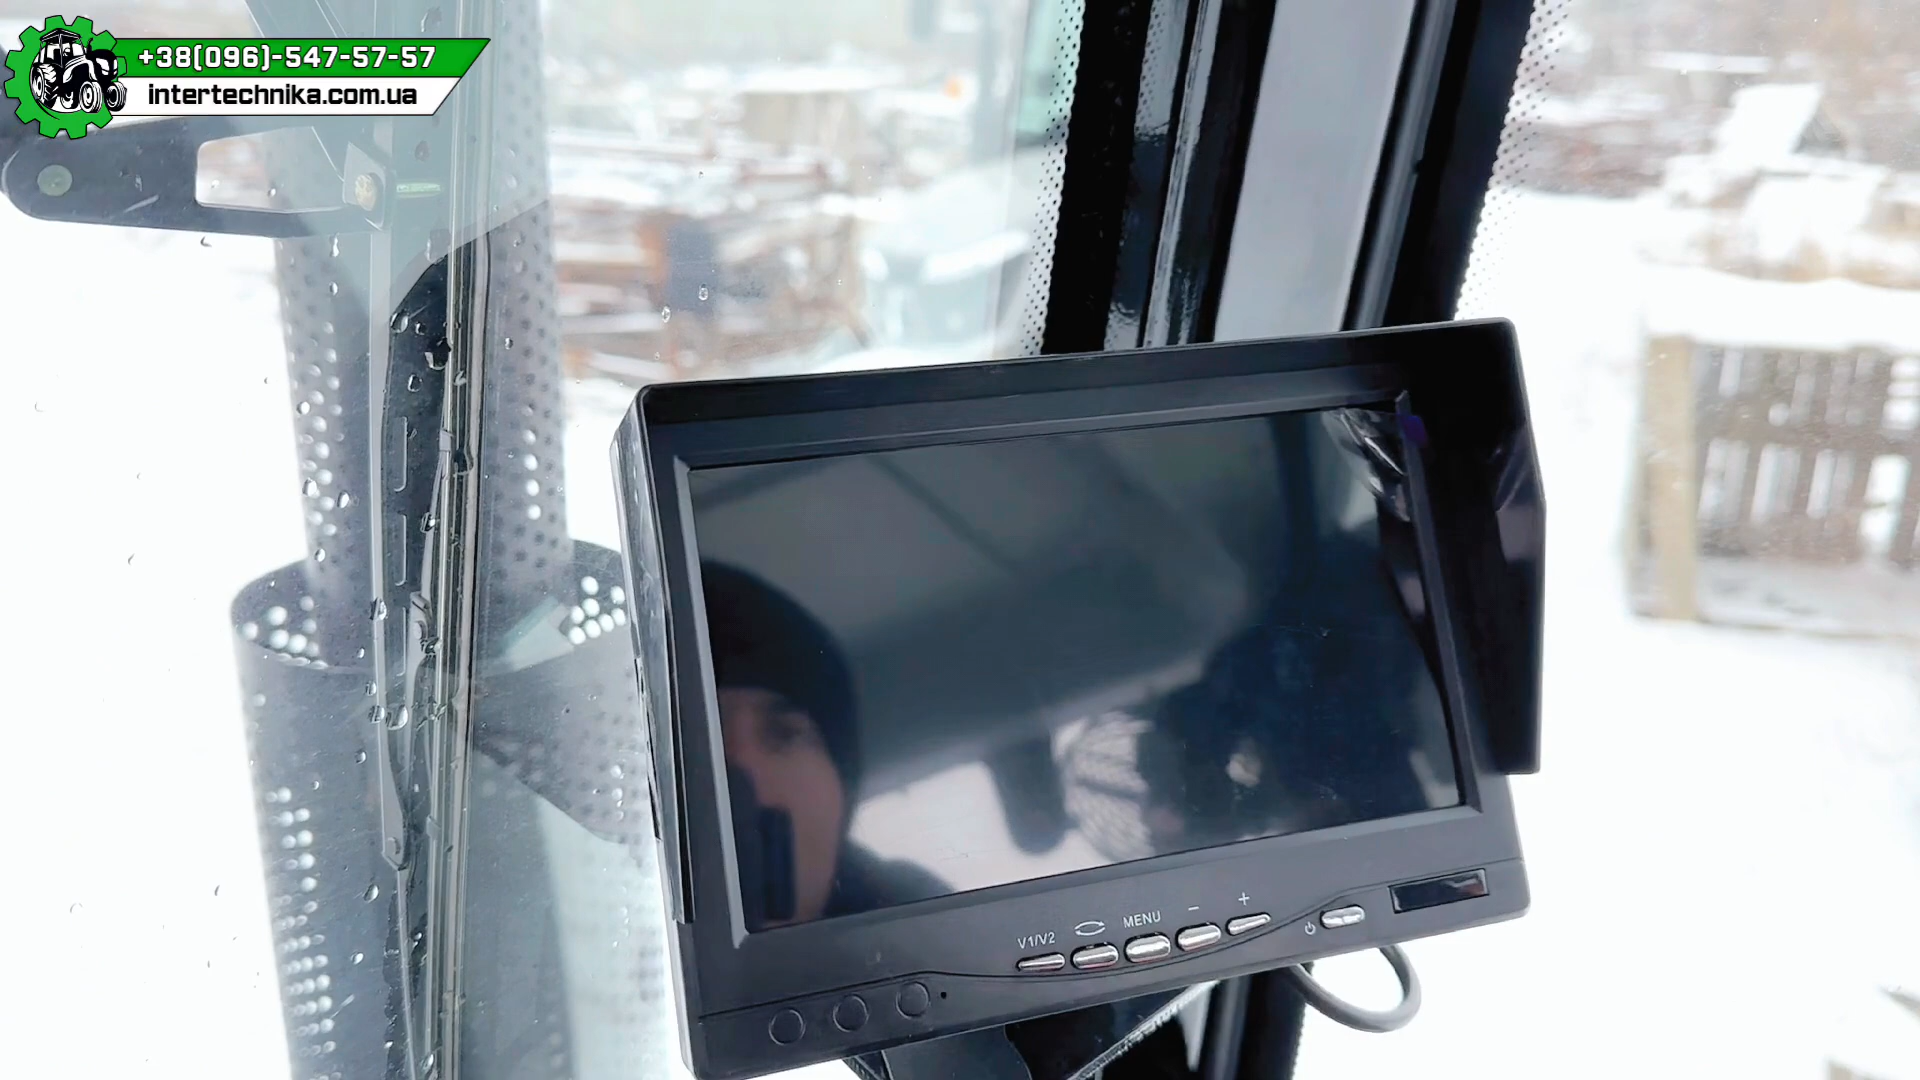 +38(096)-547-57-57
intertechnika.com.ua
V1/V2
MENU
-
+